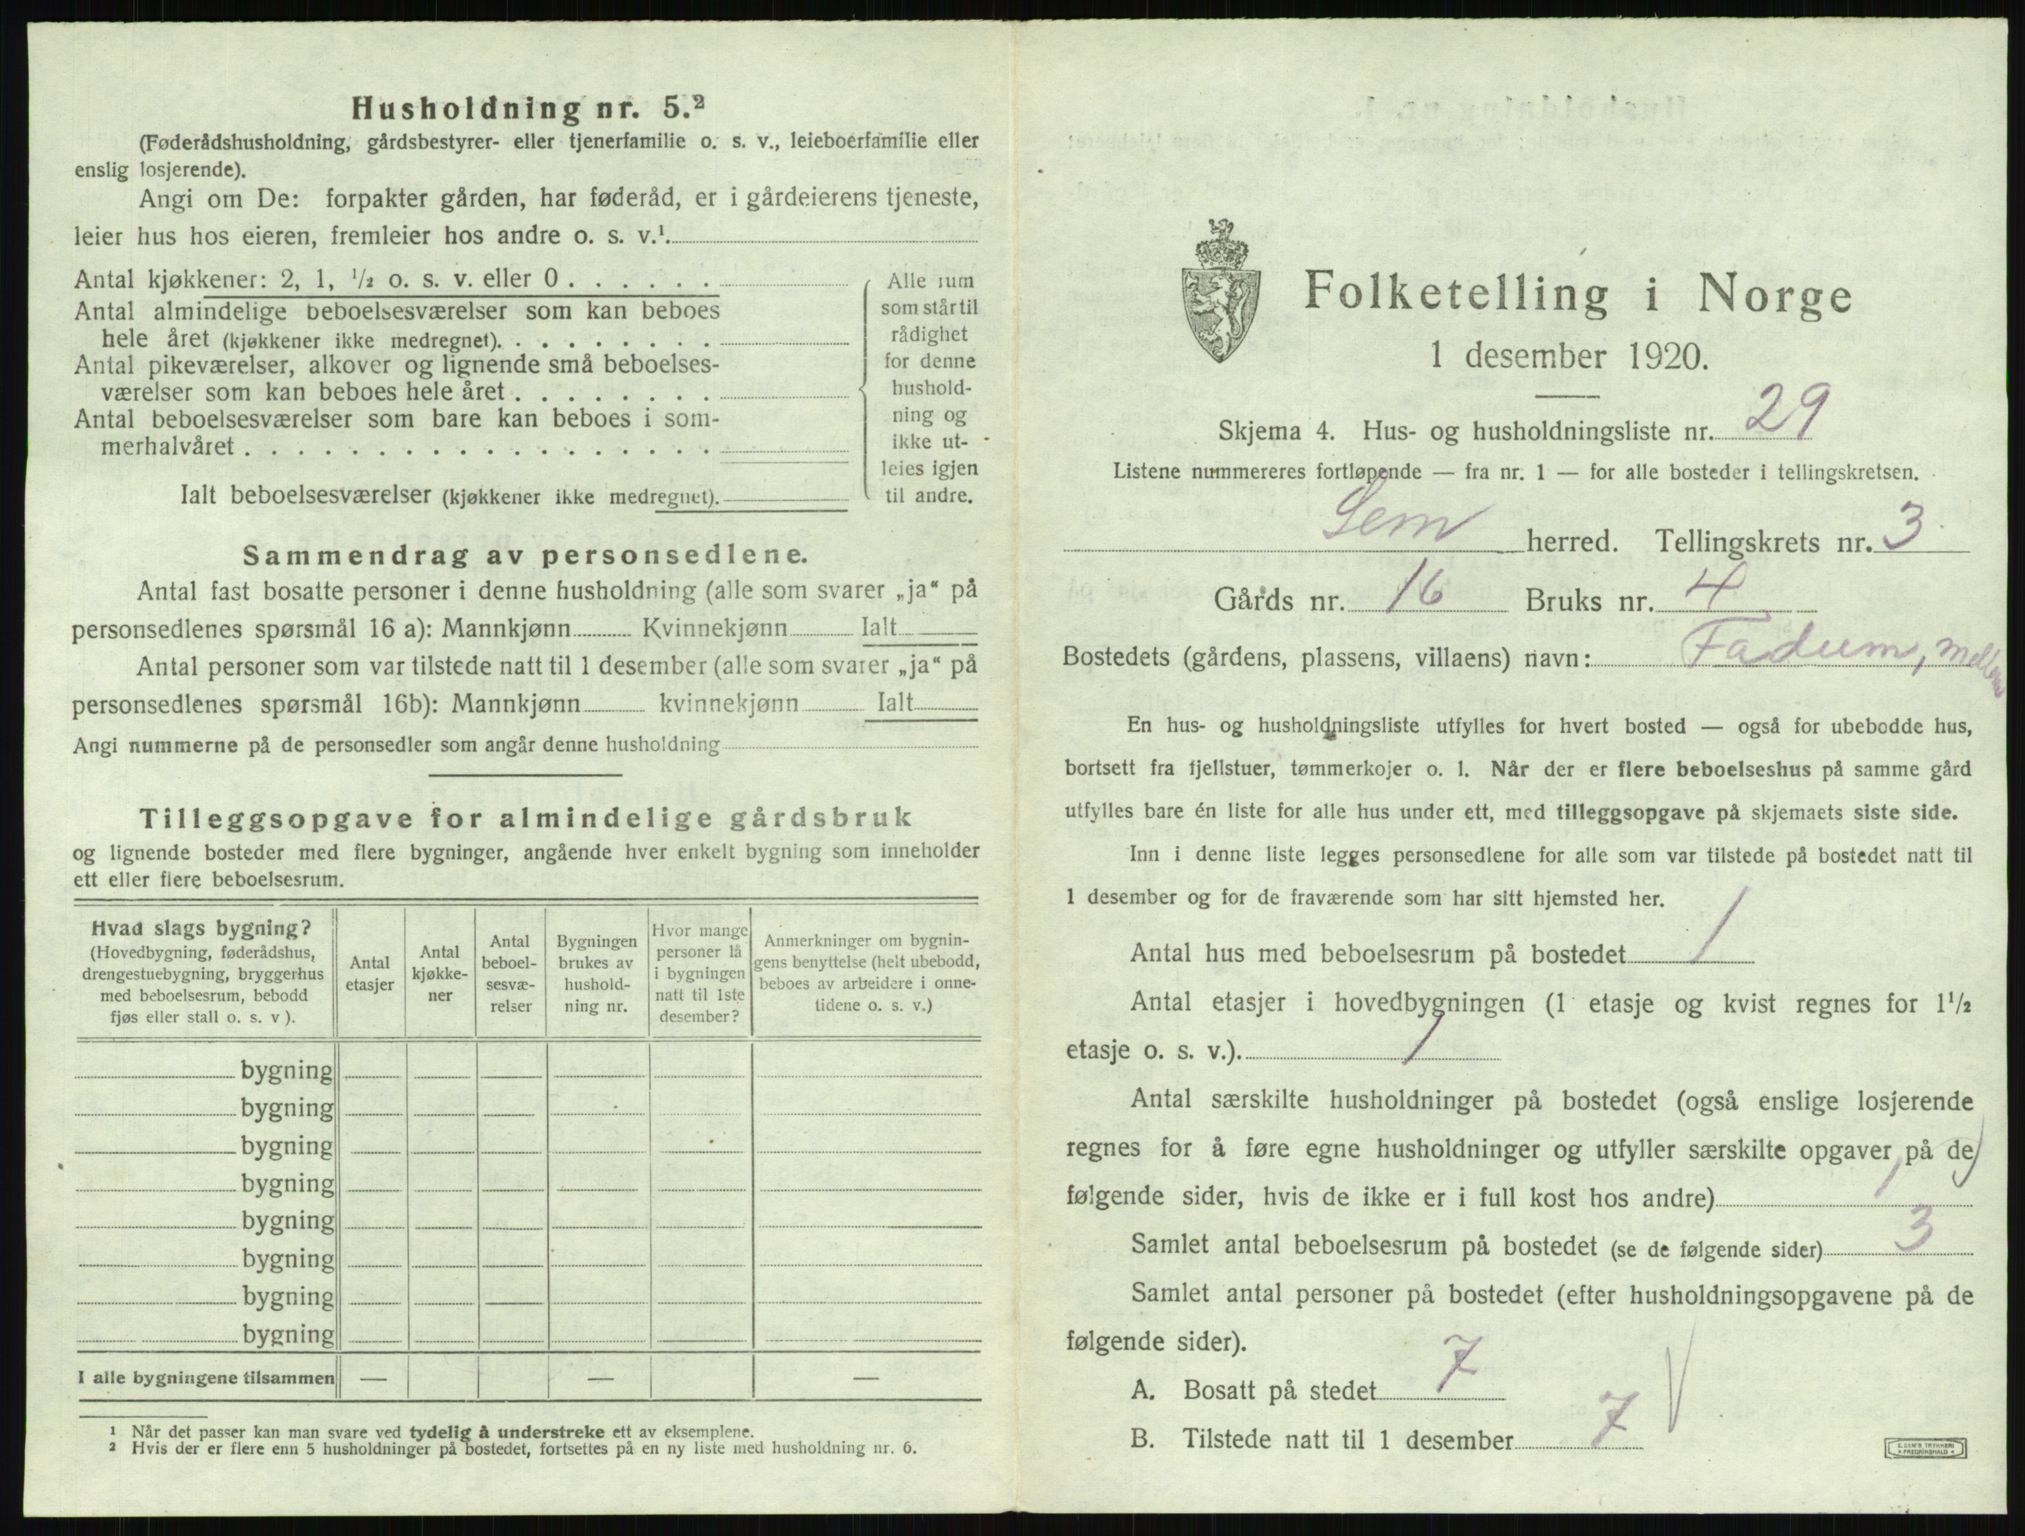 Husholdning nr. 5.²
(Føderådshusholdning, gårdsbestyrer- eller tjenerfamilie o. s. v., leieboerfamilie eller
enslig losjerende).
Angi om De: forpakter gården, har føderåd, er i gårdeierens tjeneste,
leier hus hos eieren, fremleier hos andre o. s. v.¹
Antal kjøkkener: 2, 1, ½ o. s. v. eller 0 . . . . . .
Antal almindelige beboelsesværelser som kan beboes
hele året (kjøkkener ikke medregnet). . . . . . . . .
Antal pikeværelser, alkover og lignende små beboelses-
værelser som kan beboes hele året . . . . . . . .
Antal beboelsesværelser som bare kan beboes i som-
merhalvåret . . . . . . . . . . . . . . . . . .
Ialt beboelsesværelser (kjøkkener ikke medregnet).
Alle rum
som står til
rådighet
for denne
hushold-
ning og
ikke ut-
leies igjen
til andre.
Sammendrag av personsedlene.
Antal fast bosatte personer i denne husholdning (alle som svarer „ja“ på
personsedlenes spørsmål 16 a): Mannkjønn Kvinnekjønn Ialt
Antal personer som var tilstede natt til 1 desember (alle som svarer „ja“ på
personsedlenes spørsmål 16b): Mannkjønn kvinnekjønn Ialt
Angi nummerne på de personsedler som angår denne husholdning
Tilleggsopgave for almindelige gårdsbruk
og lignende bosteder med flere bygninger, angående hver enkelt bygning som inneholder
ett eller flere beboelsesrum.
Hvad slags bygning?
(Hovedbygning, føderådshus,
drengestuebygning, bryggerhus
med beboelsesrum, bebodd
fjøs eller stall o. s. v ).
Antal
etasjer
Antal
kjøkke-
ner
Antal
beboel-
sesvæ-
relser
Bygningen
brukes av
hushold-
ning nr.
Hvor mange
personer lå
i bygningen
natt til 1ste
desember?
Anmerkninger om bygnin-
gens benyttelse (helt ubebodd,
beboes av arbeidere i onne-
tidene o. s. v.)
bygning
bygning
bygning
bygning
bygning
bygning
bygning
bygning
I alle bygningene tilsammen — — —
¹ Når det passer kan man svare ved tydelig å understreke ett av eksemplene.
² Hvis der er flere enn 5 husholdninger på bostedet, fortsettes på en ny liste med husholdning nr. 6.
Folketelling i Norge
1 desember 1920.
Skjema 4. Hus- og husholdningsliste nr. 29
Listene nummereres fortløpende — fra nr. 1 — for alle bosteder i tellingskretsen.
Sem herred. Tellingskrets nr. 3
Gårds nr. 16 Bruks nr. 4
Bostedets (gårdens, plassens, villaens) navn: Fadum, mellem
En hus- og husholdningsliste utfylles for hvert bosted — også for ubebodde hus,
bortsett fra fjellstuer, tømmerkojer o. l. Når der er flere beboelseshus på samme gård
utfylles bare én liste for alle hus under ett, med tilleggsopgave på skjemaets siste side.
Inn i denne liste legges personsedlene for alle som var tilstede på bostedet natt til
1 desember og for de fraværende som har sitt hjemsted her.
Antal hus med beboelsesrum på bostedet 1
Antal etasjer i hovedbygningen (1 etasje og kvist regnes for 1½
etasje o. s. v.). 1
Antal særskilte husholdninger på bostedet (også enslige losjerende
regnes for å føre egne husholdninger og utfyller særskilte opgaver på de
følgende sider, hvis de ikke er i full kost hos andre) 1
Samlet antal beboelsesrum på bostedet (se de følgende sider) 3
Samlet antal personer på bostedet (efter husholdningsopgavene på de
følgende sider).
A. Bosatt på stedet 7
B. Tilstede natt til 1 desember 7